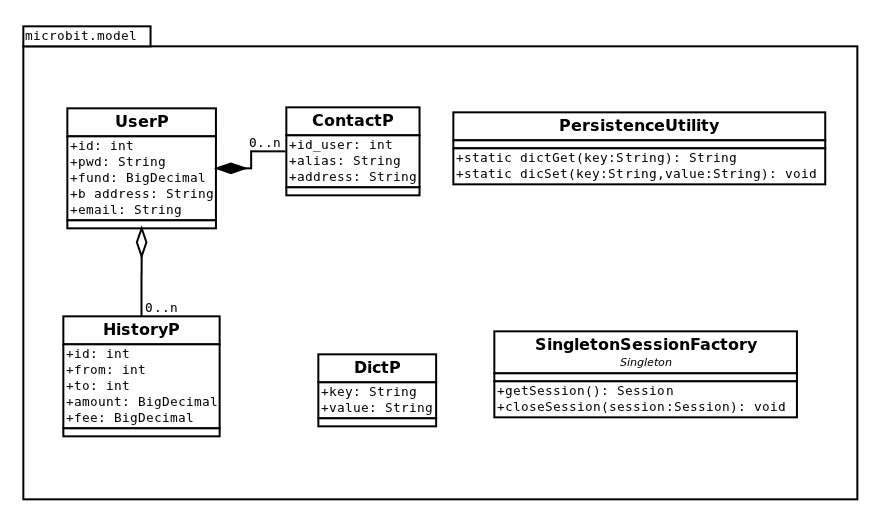 microbit.model
UserP
+id: int
+pwd: String
+fund: BigDecimal
+b address: String
+email: String
0..n
ContactP
+id_user: int
+alias: String
+address: String
PersistenceUtility
+static dictGet(key:String): String
+static dicSet(key:String,value:String): void
0..n
HistoryP
+id: int
+from: int
+to: int
+amount: BigDecimal
+fee: BigDecimal
DictP
+key: String
+value: String
SingletonSessionFactory
Singleton
+getSession(): Session
+closeSession(session:Session): void